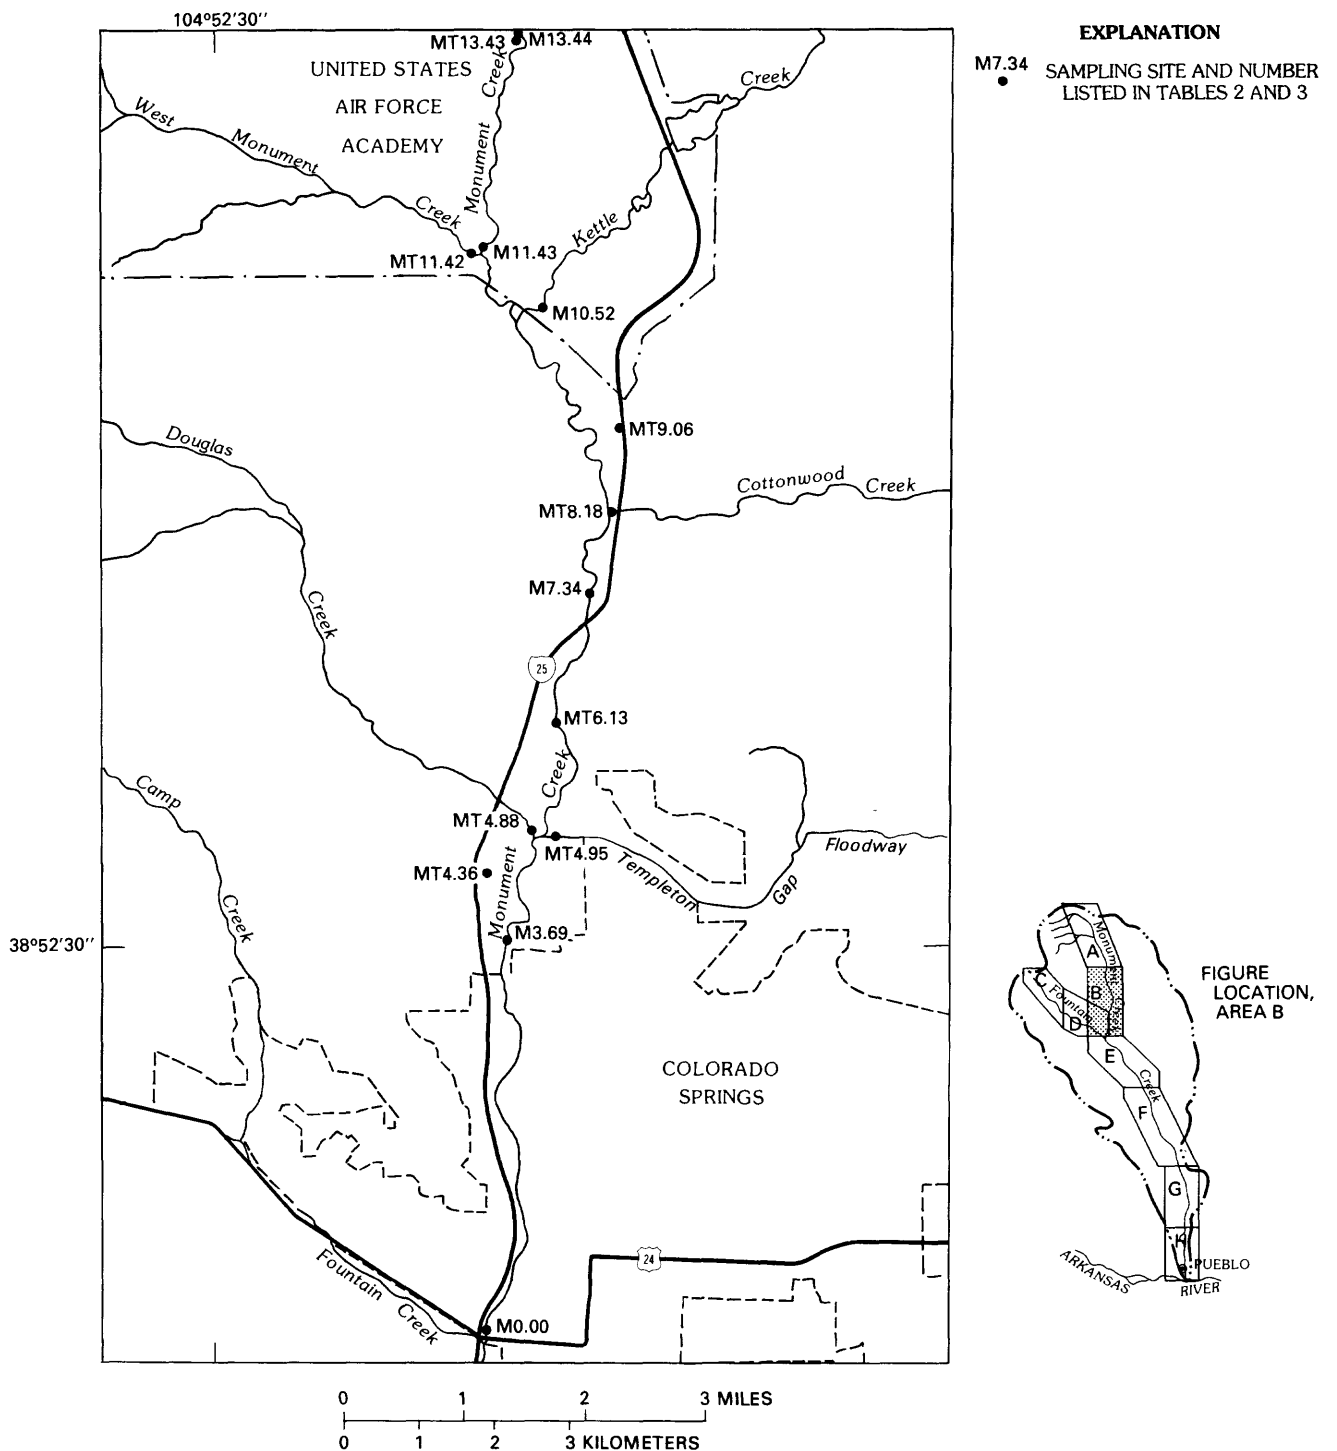 104°52'30''
MT13.43
M13.44
UNITED STATES
AIR FORCE
ACADEMY
Monument Creek
Creek
West Monument Creek
Kettle
MT11.42
M11.43
M10.52
MT9.06
Douglas
Cottonwood Creek
MT8.18
M7.34
Creek
25
MT6.13
Creek
Camp
MT4.88
MT4.95
Floodway
Templeton
Gap
MT4.36
Monument
Creek
M3.69
38°52'30''
COLORADO
SPRINGS
24
Fountain Creek
M0.00
0 1 2 3 MILES
0 1 2 3 KILOMETERS
EXPLANATION
M7.34
SAMPLING SITE AND NUMBER
LISTED IN TABLES 2 AND 3
FIGURE
LOCATION,
AREA B
A
B
C
Fountain
D
E
Creek
F
G
ARKANSAS
PUEBLO
RIVER